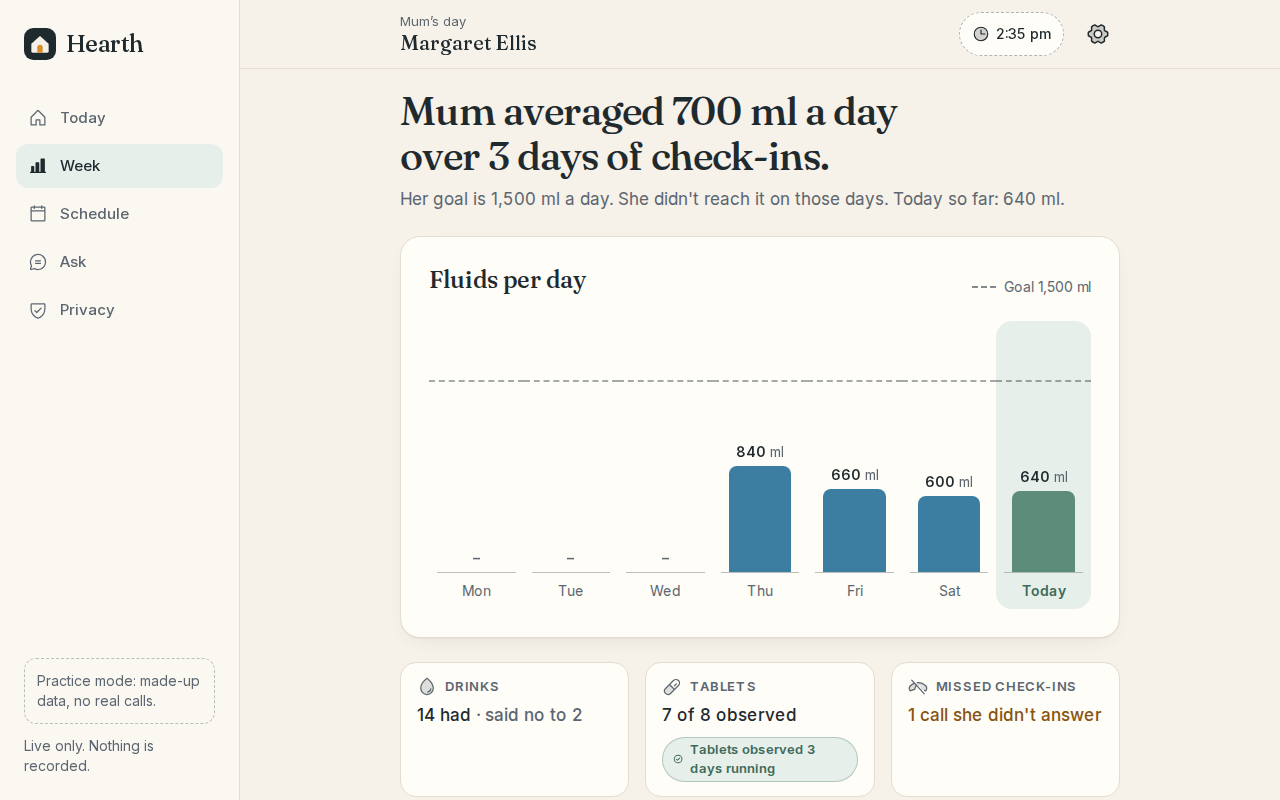 Hearth
Today
Week
Schedule
Ask
Privacy
Practice mode: made-up
data, no real calls.
Live only. Nothing is
recorded.
Mum's day
Margaret Ellis
2:35 pm
Mum averaged 700 ml a day
over 3 days of check-ins.
Her goal is 1,500 ml a day. She didn't reach it on those days. Today so far: 640 ml.
Fluids per day
Goal 1,500 ml
– – – 840 ml 660 ml 600 ml 640 ml
Mon Tue Wed Thu Fri Sat Today
DRINKS
14 had · said no to 2
TABLETS
7 of 8 observed
Tablets observed 3
days running
MISSED CHECK-INS
1 call she didn't answer